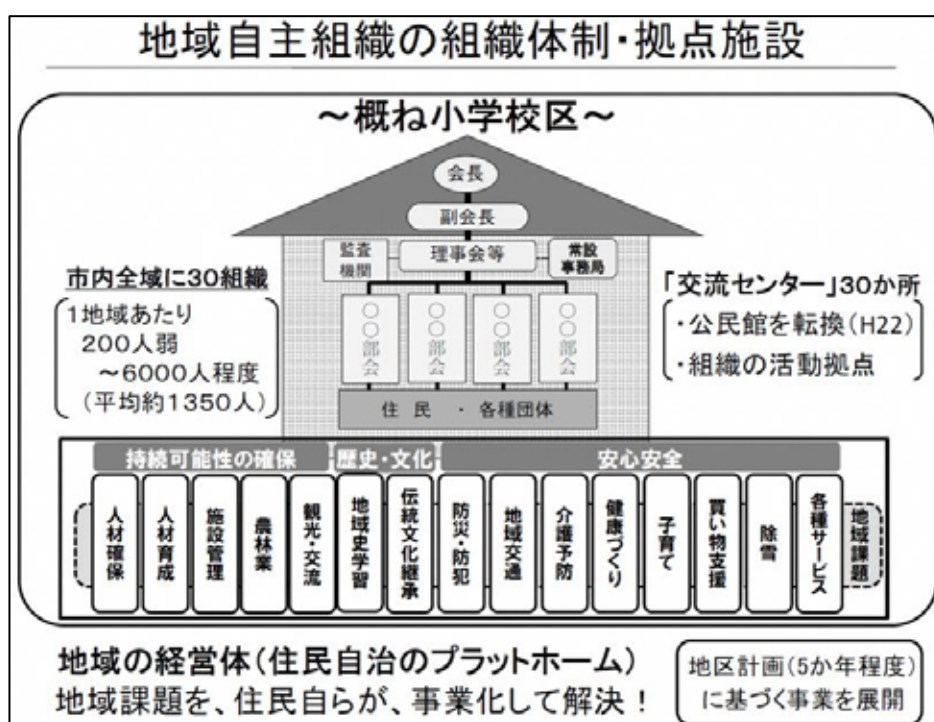 地域自主組織の組織体制・拠点施設
～概ね小学校区～
会長
副会長
監査
機関
理事会等
常設
事務局
市内全域に30組織
1地域あたり
200人弱
～6000人程度
(平均約1350人)
〇〇部会
〇〇部会
〇〇部会
〇〇部会
住民・各種団体
「交流センター」30か所
・公民館を転換(H22)
・組織の活動拠点
持続可能性の確保
歴史・文化
安心安全
人材確保
人材育成
施設管理
農林業
観光・交流
地域史学習
伝統文化継承
防災・防犯
地域交通
介護予防
健康づくり
子育て
買い物支援
除雪
各種サービス
地域課題
地域の経営体(住民自治のプラットホーム)
地域課題を、住民自らが、事業化して解決！
地区計画(5か年程度)
に基づく事業を展開